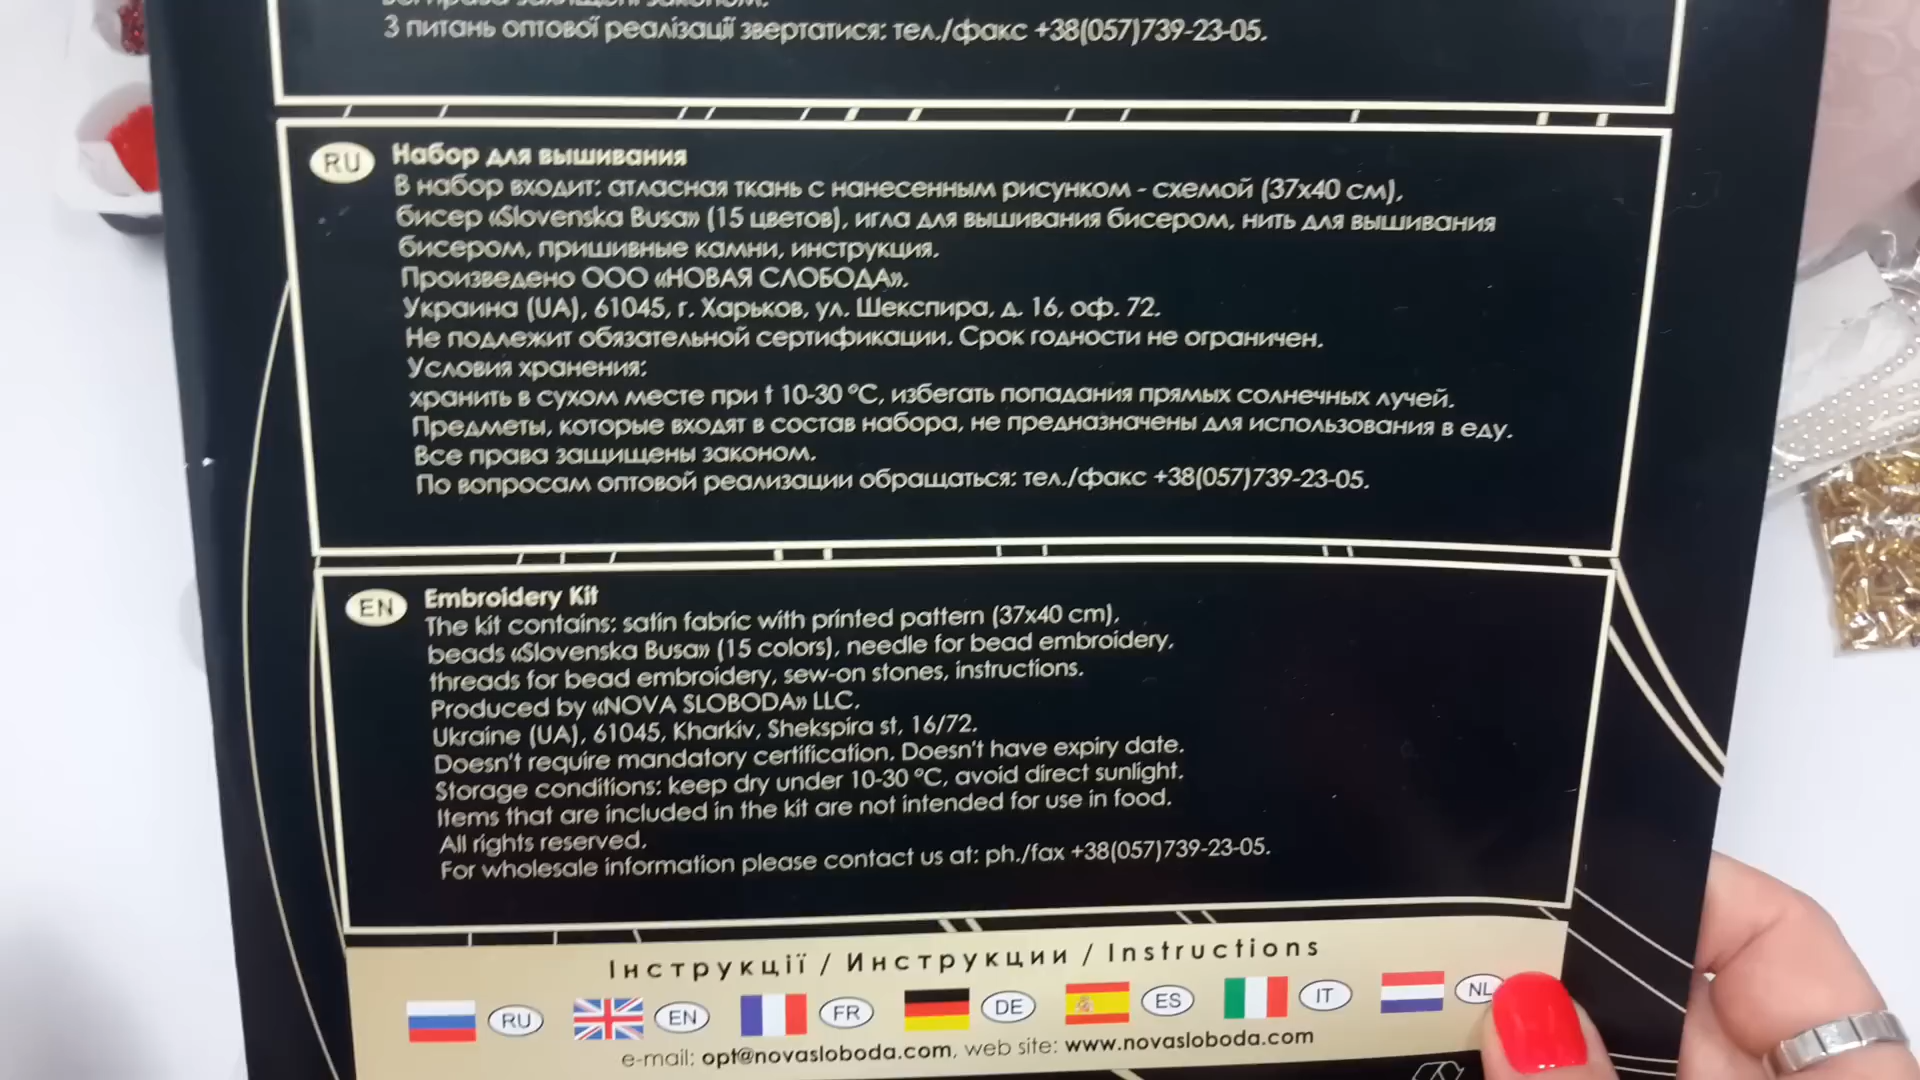 З питань оптової реалізації звертатися: тел./факс +38(057)739-23-05.
RU
Набор для вышивания
В набор входит: атласная ткань с нанесенным рисунком - схемой (37х40 см),
бисер «Slovenska Busa» (15 цветов), игла для вышивания бисером, нить для вышивания
бисером, пришивные камни, инструкция.
Произведено ООО «НОВАЯ СЛОБОДА».
Украина (UA), 61045, г. Харьков, ул. Шекспира, д. 16, оф. 72.
Не подлежит обязательной сертификации. Срок годности не ограничен.
Условия хранения:
хранить в сухом месте при t 10-30 °C, избегать попадания прямых солнечных лучей.
Предметы, которые входят в состав набора, не предназначены для использования в еду.
Все права защищены законом.
По вопросам оптовой реализации обращаться: тел./факс +38(057)739-23-05.
EN
Embroidery Kit
The kit contains: satin fabric with printed pattern (37x40 cm),
beads «Slovenska Busa» (15 colors), needle for bead embroidery,
threads for bead embroidery, sew-on stones, instructions.
Produced by «NOVA SLOBODA» LLC.
Ukraine (UA), 61045, Kharkiv, Shekspira st, 16/72.
Doesn't require mandatory certification. Doesn't have expiry date.
Storage conditions: keep dry under 10-30 °C, avoid direct sunlight.
Items that are included in the kit are not intended for use in food.
All rights reserved.
For wholesale information please contact us at: ph./fax +38(057)739-23-05.
Інструкції / Инструкции / Instructions
RU EN FR DE ES IT NL
e-mail: opt@novasloboda.com, web site: www.novasloboda.com